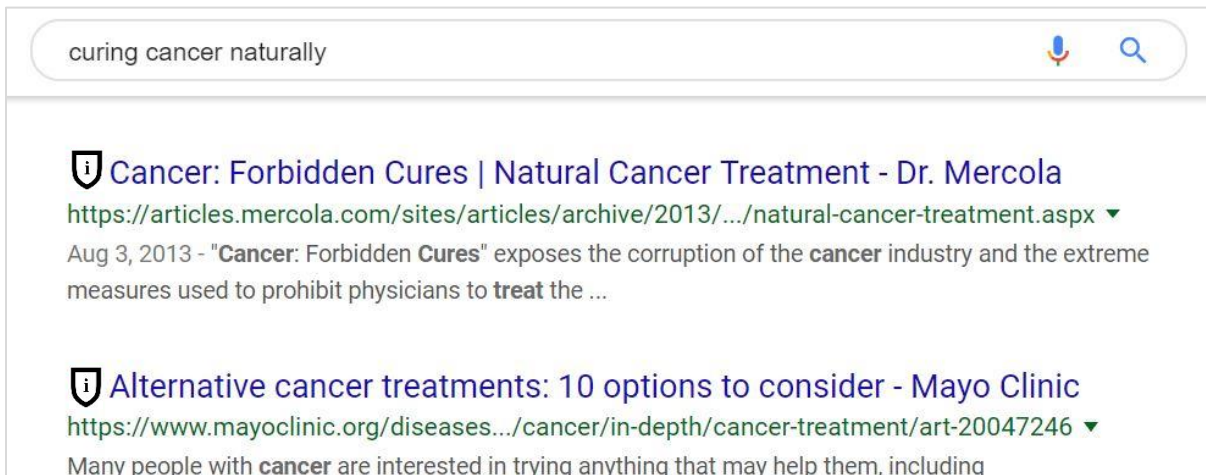 curing cancer naturally
i Cancer: Forbidden Cures | Natural Cancer Treatment - Dr. Mercola
https://articles.mercola.com/sites/articles/archive/2013/.../natural-cancer-treatment.aspx
Aug 3, 2013 - "Cancer: Forbidden Cures" exposes the corruption of the cancer industry and the extreme
measures used to prohibit physicians to treat the ...
i Alternative cancer treatments: 10 options to consider - Mayo Clinic
https://www.mayoclinic.org/diseases.../cancer/in-depth/cancer-treatment/art-20047246
Many people with cancer are interested in trying anything that may help them, including